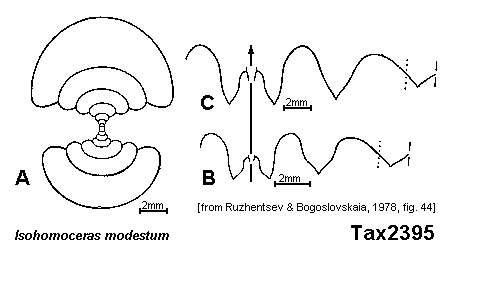 C
2mm
A
B
2mm
2mm
[from Ruzhentsev & Bogoslovskaia, 1978, fig. 44]
Isohomoceras modestum
Tax2395